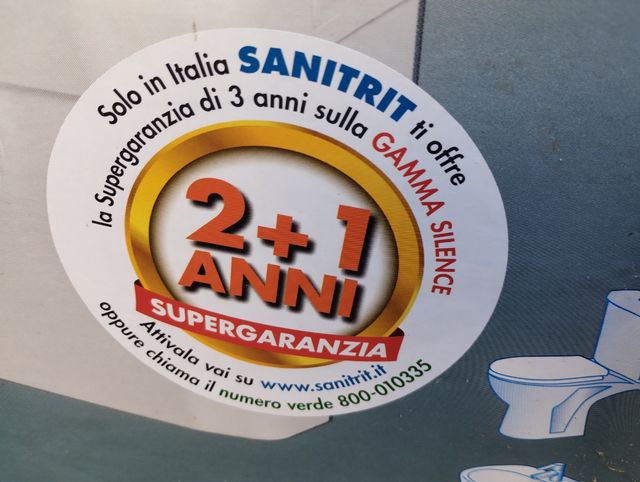 Solo in Italia SANITRIT ti offre
la Supergaranzia di 3 anni sulla GAMMA SILENCE
2+1
ANNI
SUPERGARANZIA
Attivala vai su www.sanitrit.it
oppure chiama il numero verde 800-010335